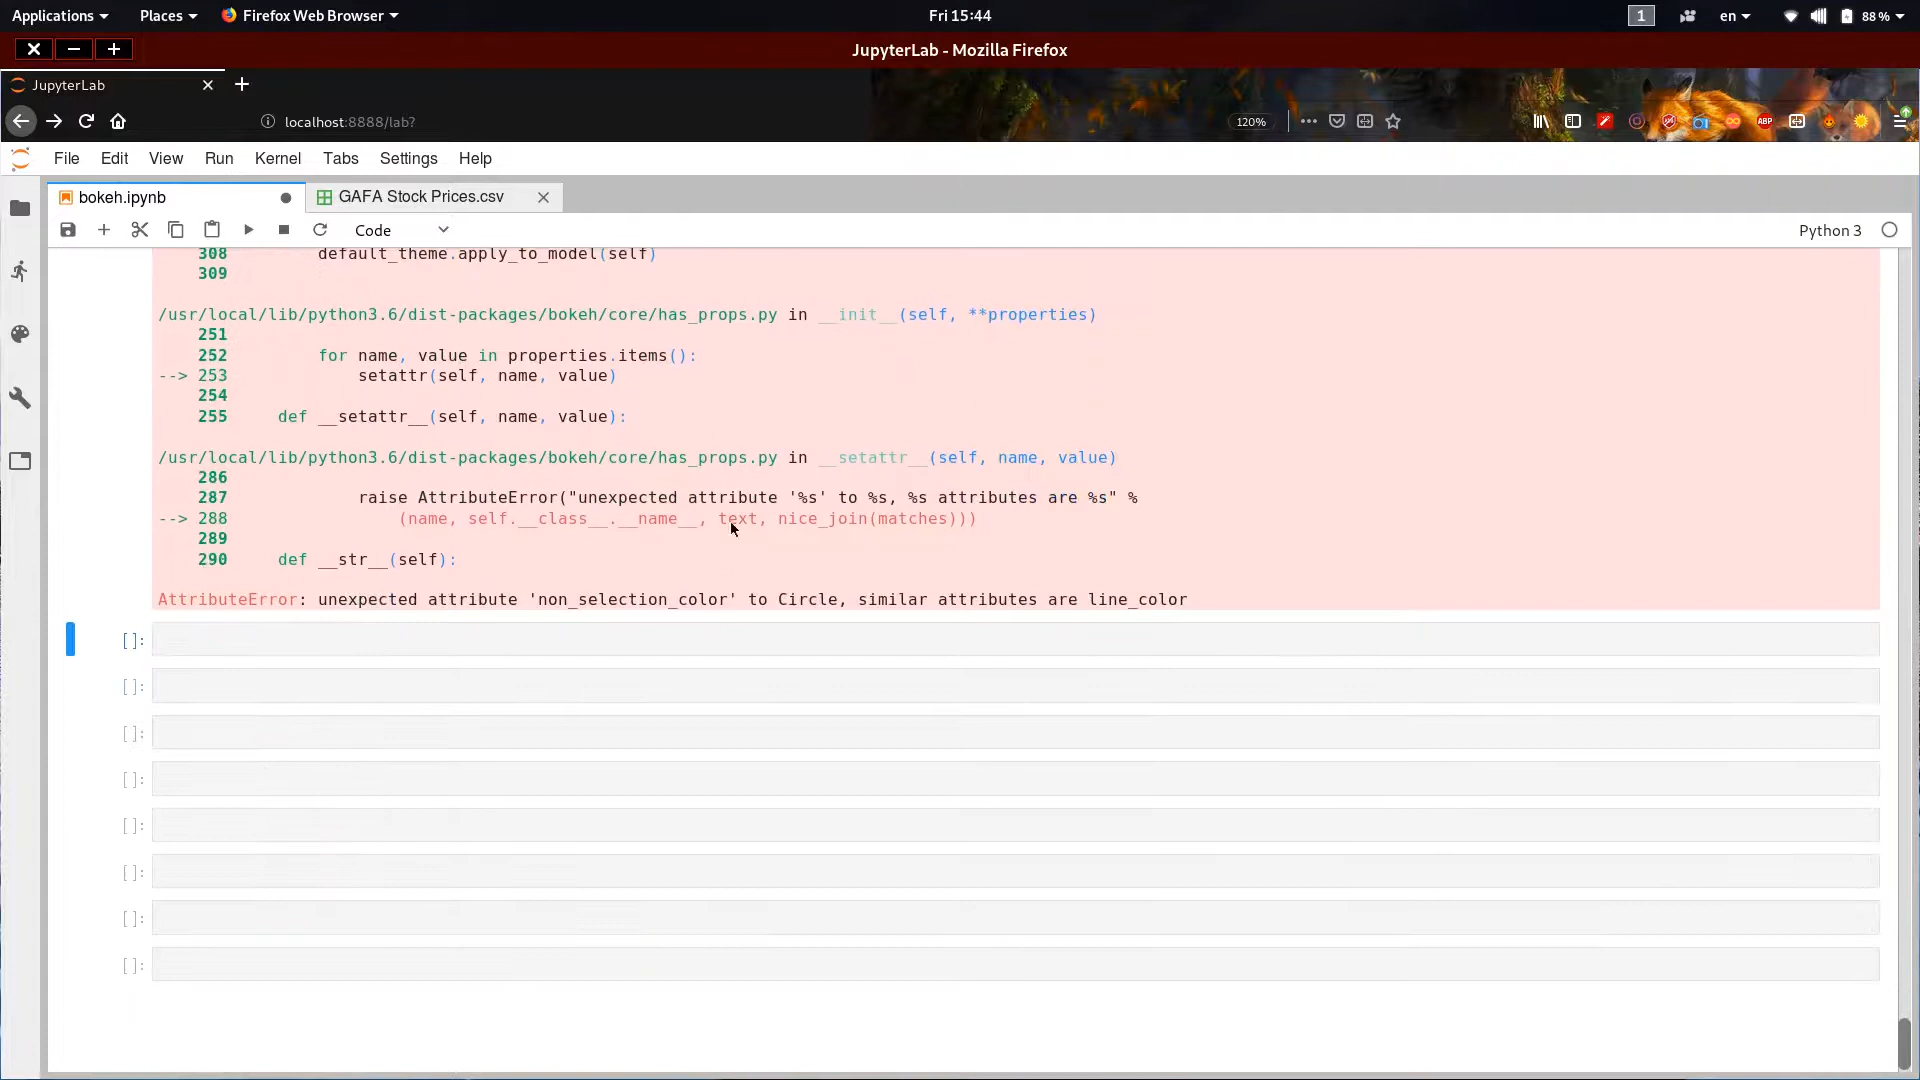 Applications Places Firefox Web Browser Fri 15:44 1 en 88%
JupyterLab - Mozilla Firefox
JupyterLab
localhost:8888/lab? 120% ABP
File Edit View Run Kernel Tabs Settings Help
bokeh.ipynb GAFA Stock Prices.csv
Code Python 3
308 default_theme.apply_to_model(self)
309
/usr/local/lib/python3.6/dist-packages/bokeh/core/has_props.py in __init__(self, **properties)
251
252 for name, value in properties.items():
--> 253 setattr(self, name, value)
254
255 def __setattr__(self, name, value):
/usr/local/lib/python3.6/dist-packages/bokeh/core/has_props.py in __setattr__(self, name, value)
286
287 raise AttributeError("unexpected attribute '%s' to %s, %s attributes are %s" %
--> 288 (name, self.__class__.__name__, text, nice_join(matches)))
289
290 def __str__(self):
AttributeError: unexpected attribute 'non_selection_color' to Circle, similar attributes are line_color
[ ]:
[ ]:
[ ]:
[ ]:
[ ]:
[ ]:
[ ]:
[ ]: